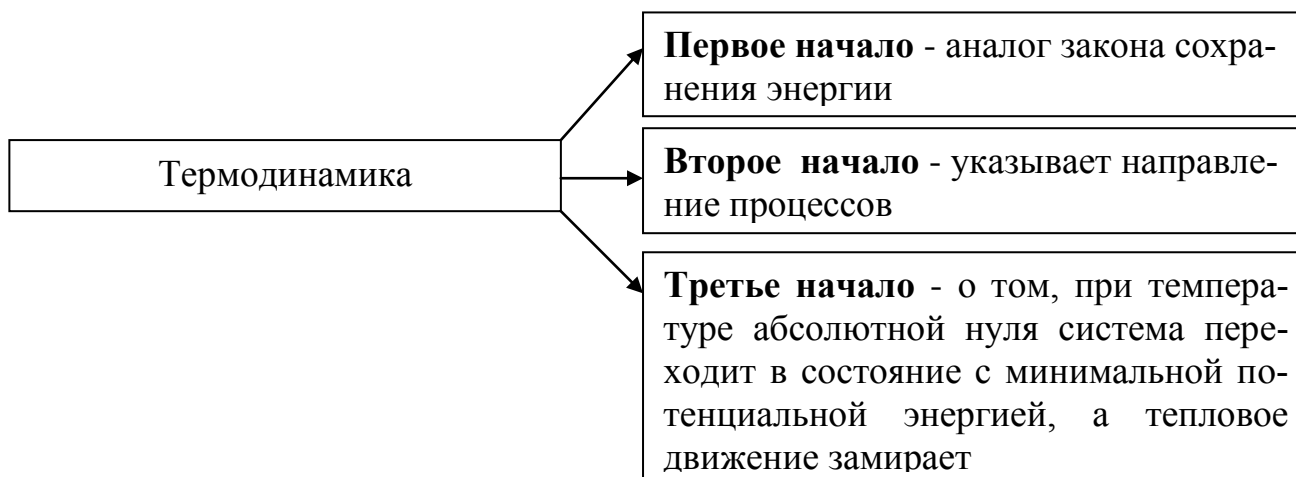 Первое начало - аналог закона сохра-
нения энергии
Термодинамика
Второе начало - указывает направле-
ние процессов
Третье начало - о том, при темпера-
туре абсолютной нуля система пере-
ходит в состояние с минимальной по-
тенциальной энергией, а тепловое
движение замирает